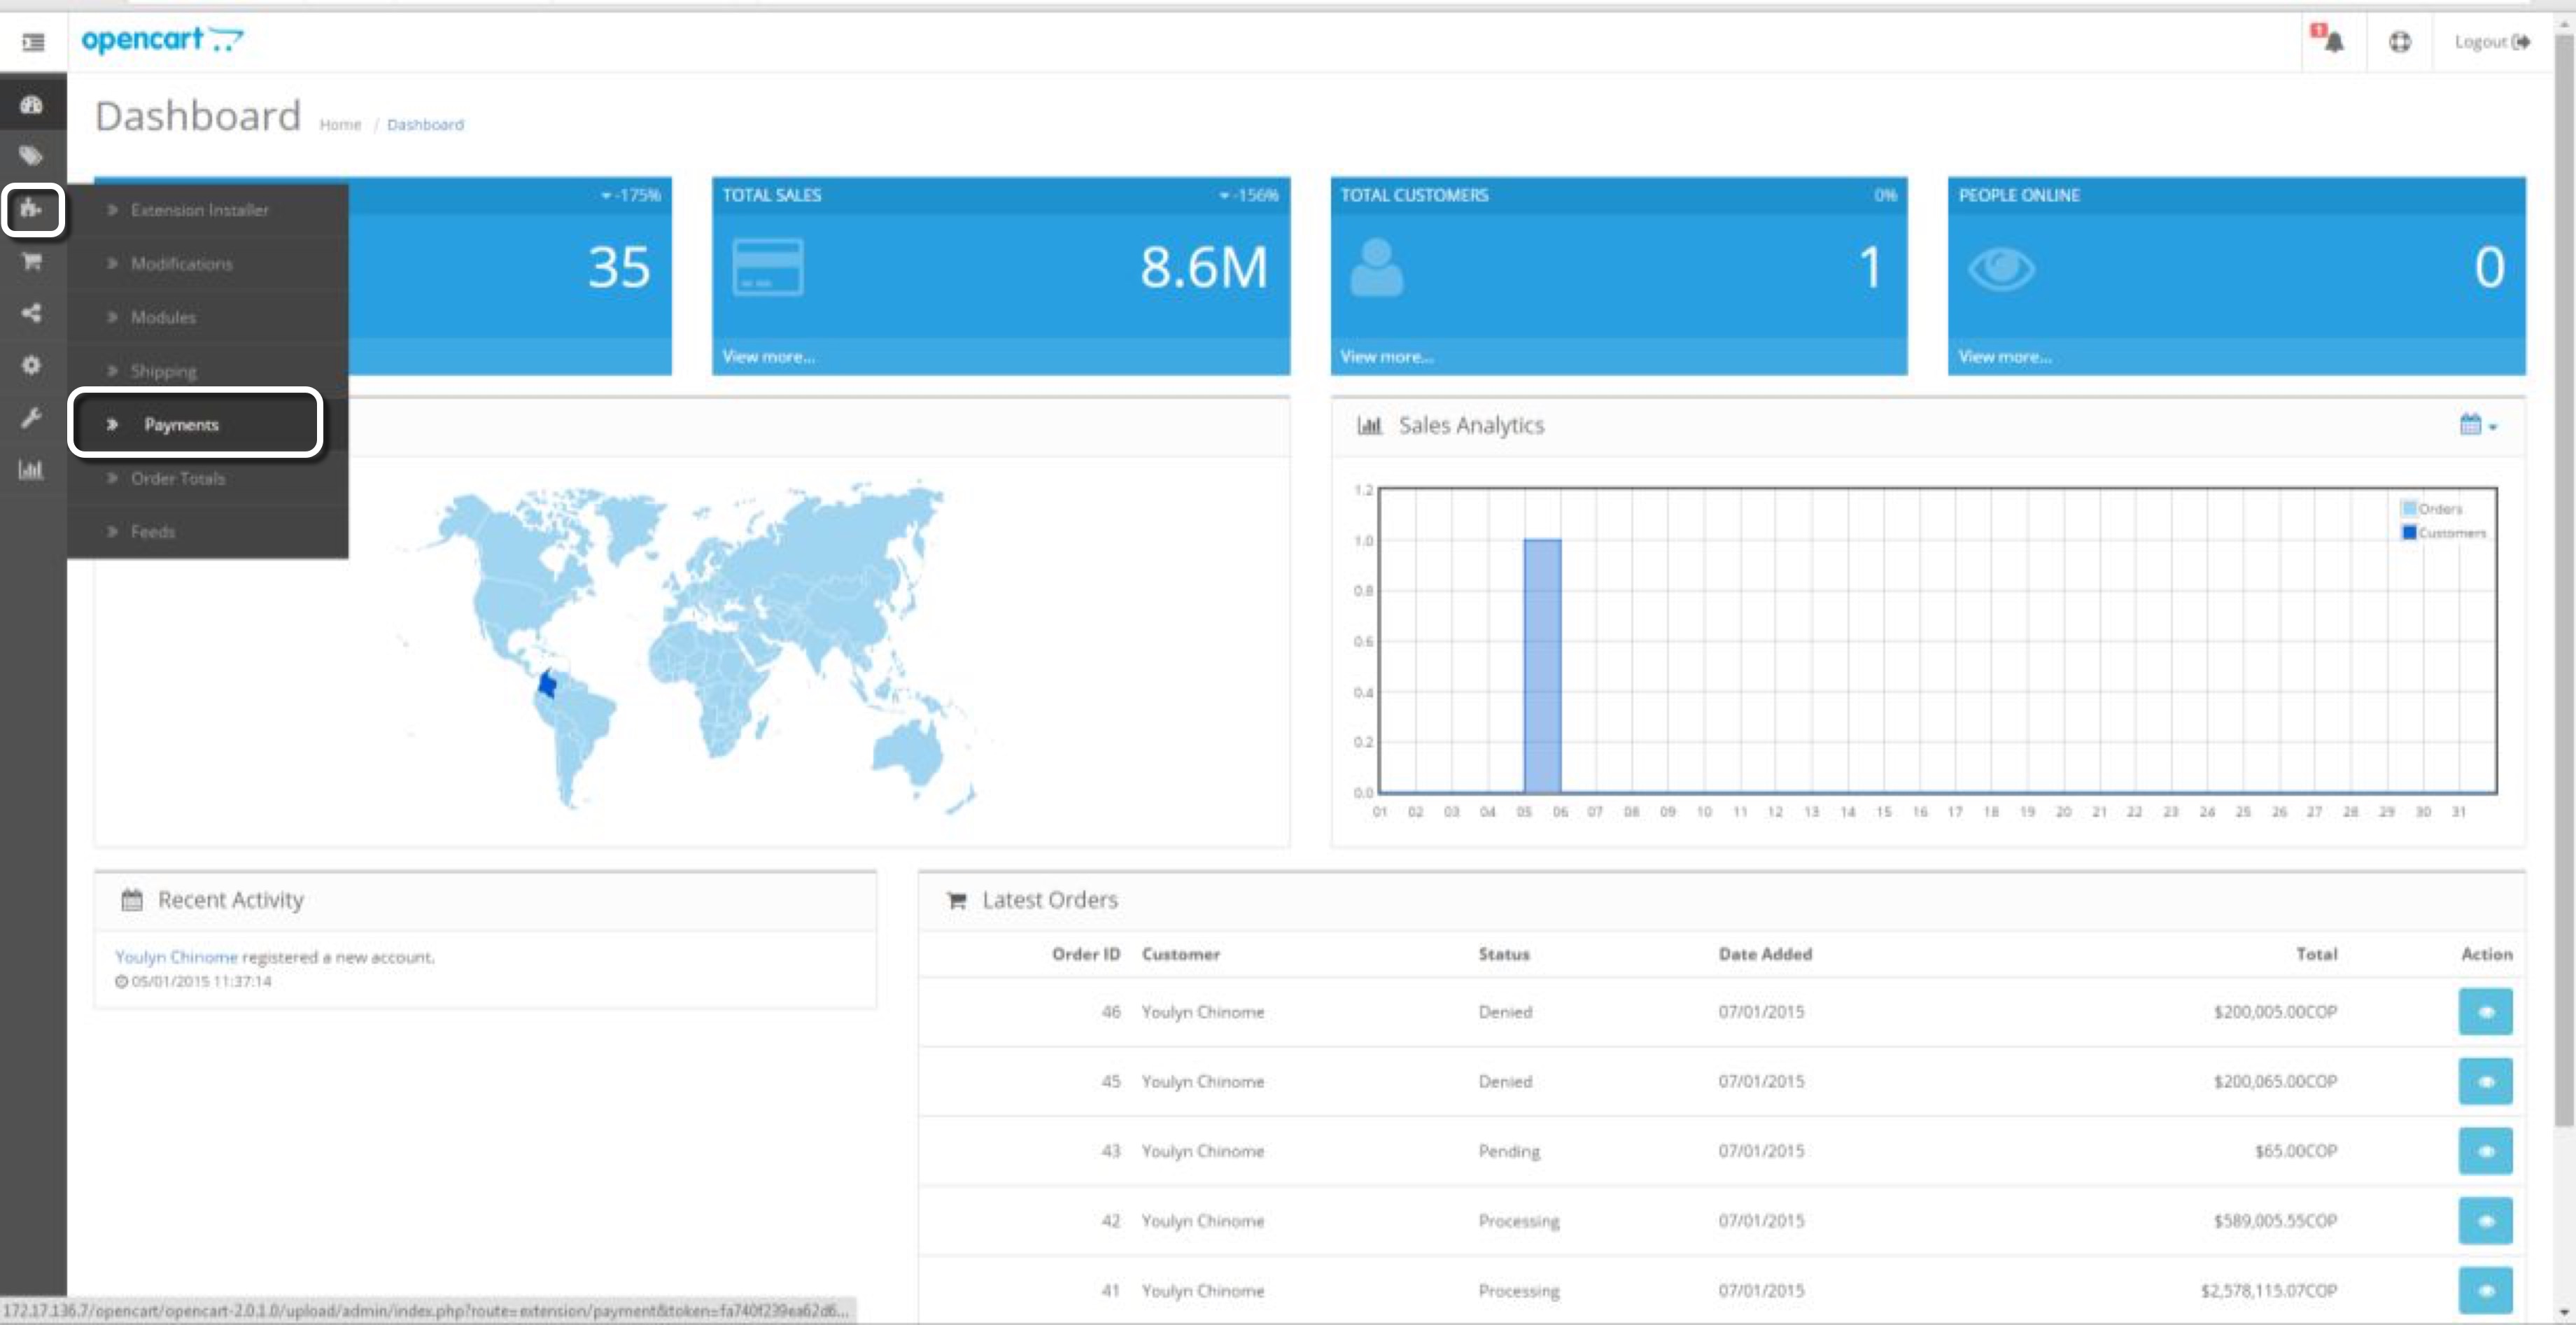 opencart
1
Logout
Dashboard
Home / Dashboard
-175%
35
TOTAL SALES
-156%
8.6M
View more...
TOTAL CUSTOMERS
0%
1
View more...
PEOPLE ONLINE
0
View more...
» Extension Installer
» Modifications
» Modules
» Shipping
» Payments
» Order Totals
» Feeds
Sales Analytics
1.2
1.0
0.8
0.6
0.4
0.2
0.0
Orders
Customers
01 02 03 04 05 06 07 08 09 10 11 12 13 14 15 16 17 18 19 20 21 22 23 24 25 26 27 28 29 30 31
Recent Activity
Youlyn Chinome registered a new account.
05/01/2015 11:37:14
Latest Orders
Order ID Customer Status Date Added Total Action
46 Youlyn Chinome Denied 07/01/2015 $200,005.00COP
45 Youlyn Chinome Denied 07/01/2015 $200,065.00COP
43 Youlyn Chinome Pending 07/01/2015 $65.00COP
42 Youlyn Chinome Processing 07/01/2015 $589,005.55COP
41 Youlyn Chinome Processing 07/01/2015 $2,578,115.07COP
172.17.136.7/opencart/opencart-2.0.1.0/upload/admin/index.php?route=extension/payment&token=fa740f239ea62d6...